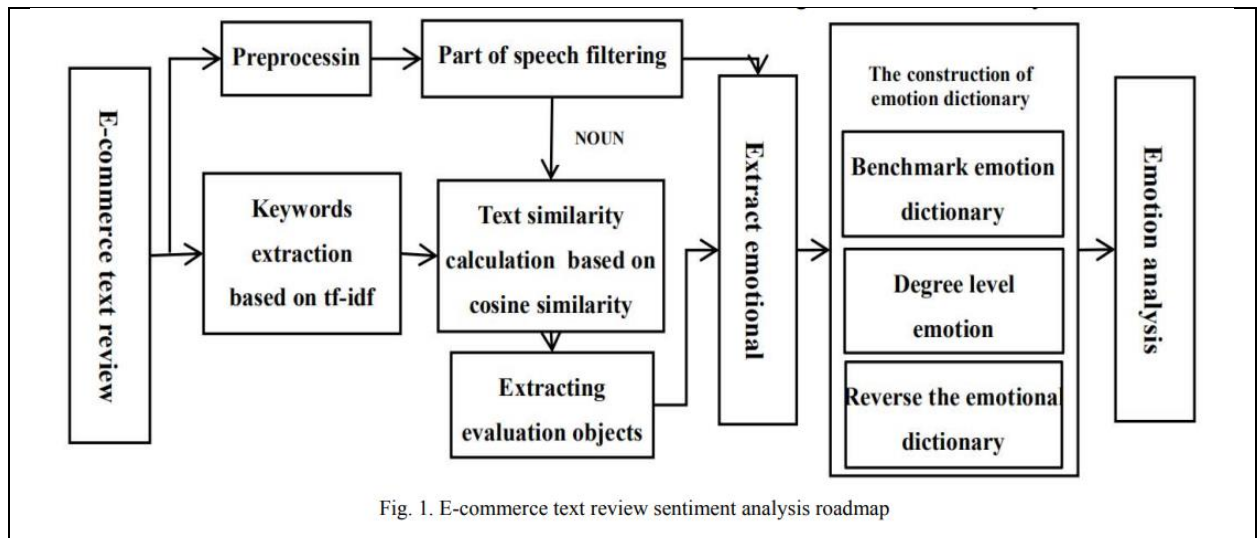 E-commerce text review
Preprocessin
Part of speech filtering
NOUN
Keywords
extraction
based on tf-idf
Text similarity
calculation based on
cosine similarity
Extracting
evaluation objects
Extract emotional
The construction of
emotion dictionary
Benchmark emotion
dictionary
Degree level
emotion
Reverse the emotional
dictionary
Emotion analysis
Fig. 1. E-commerce text review sentiment analysis roadmap